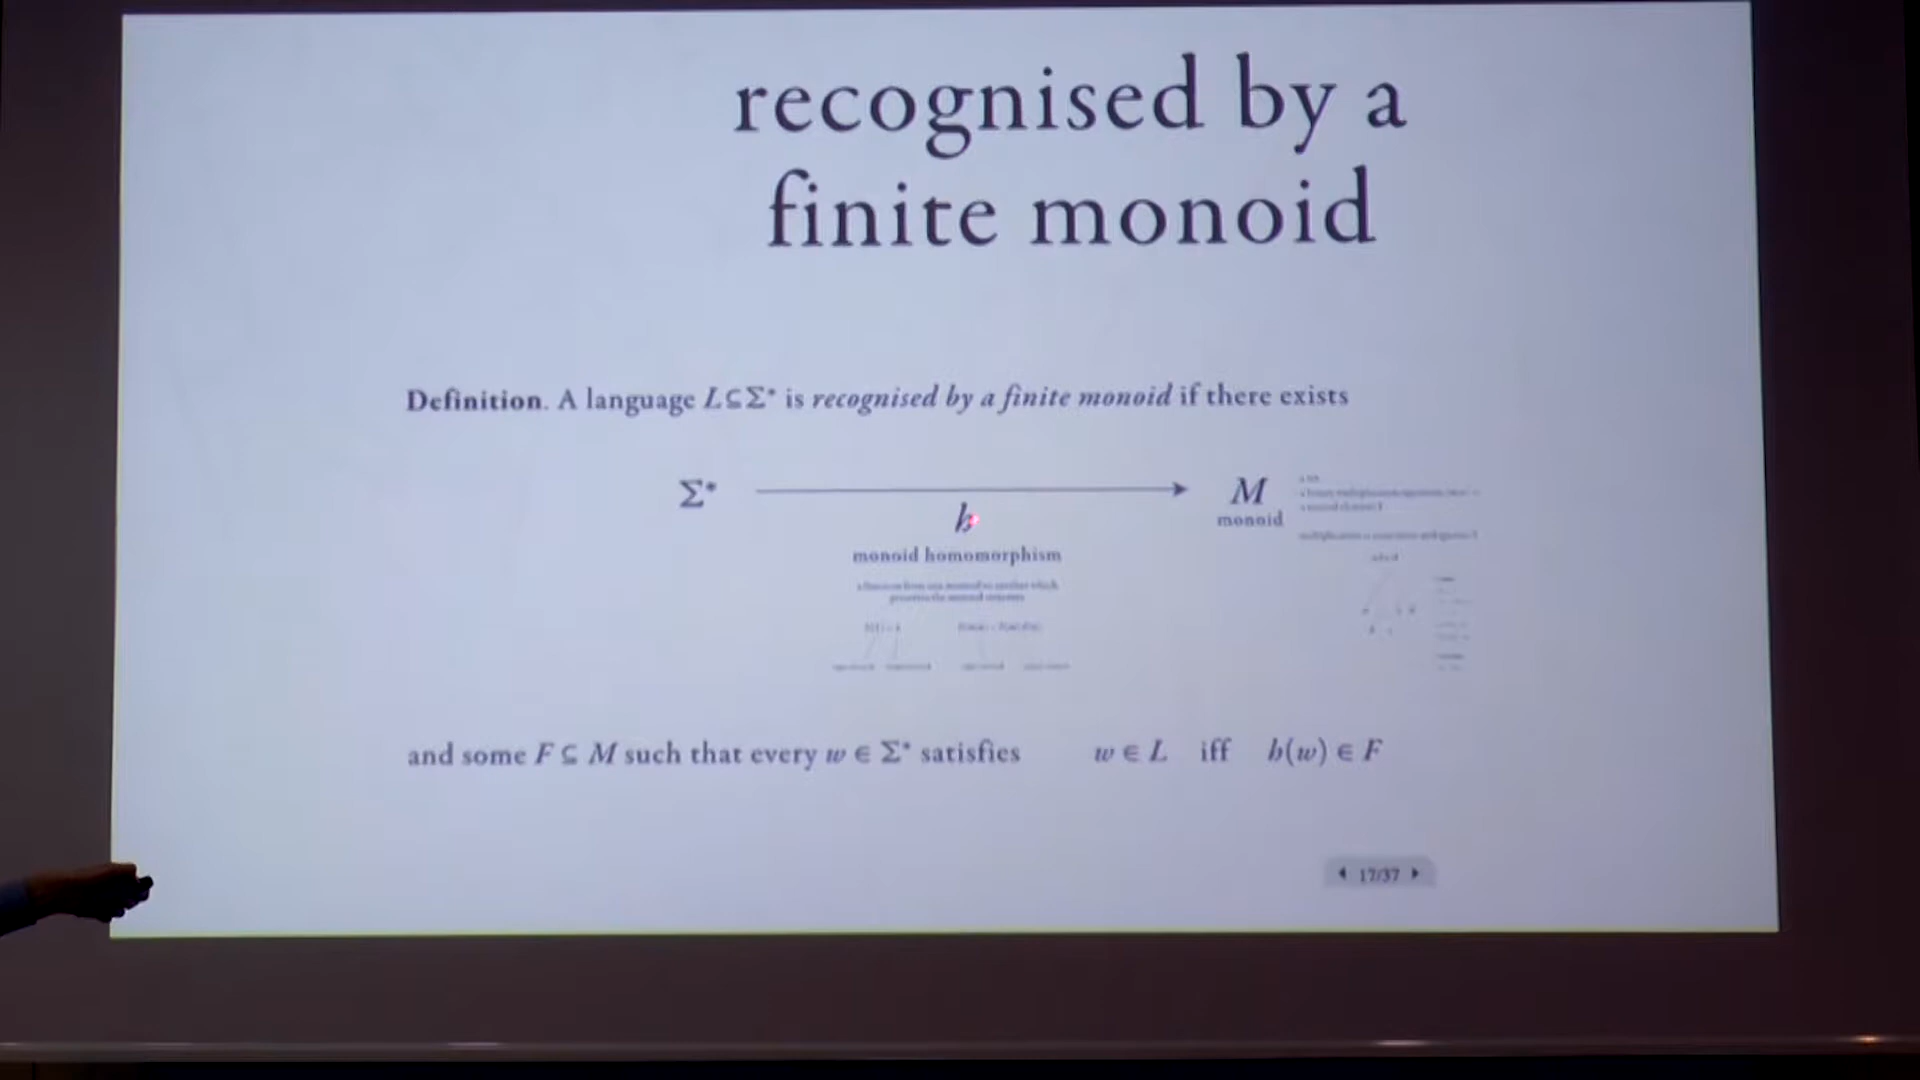 recognised by a
finite monoid
Definition. A language L⊆Σ* is recognised by a finite monoid if there exists
Σ* h M
monoid
monoid homomorphism
and some F ⊆ M such that every w ∈ Σ* satisfies w ∈ L iff h(w) ∈ F
17/37